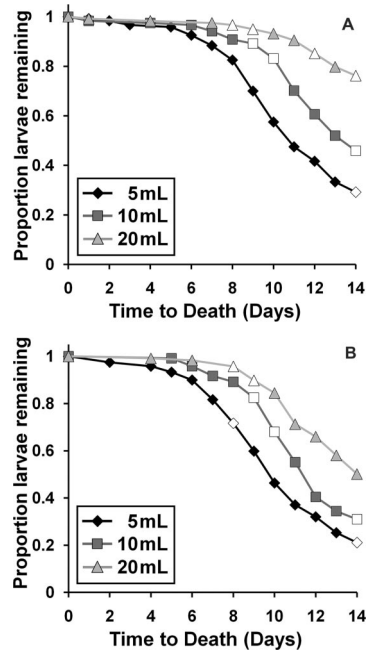 A
Proportion larvae remaining
1
0.8
0.6
0.4
0.2
0
5mL
10mL
20mL
0 2 4 6 8 10 12 14
Time to Death (Days)
B
Proportion larvae remaining
1
0.8
0.6
0.4
0.2
0
5mL
10mL
20mL
0 2 4 6 8 10 12 14
Time to Death (Days)